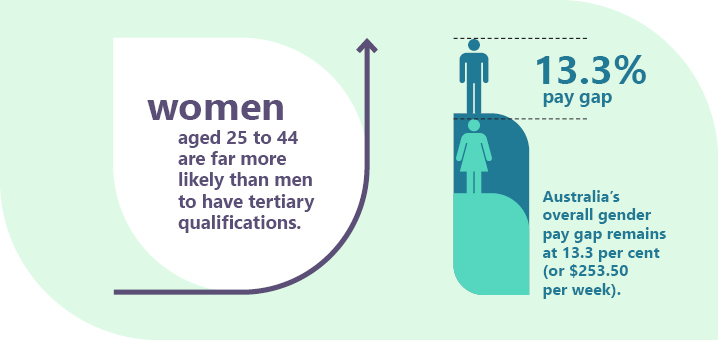 women
aged 25 to 44
are far more
likely than men
to have tertiary
qualifications.
13.3%
pay gap
Australia’s
overall gender
pay gap remains
at 13.3 per cent
(or $253.50
per week).